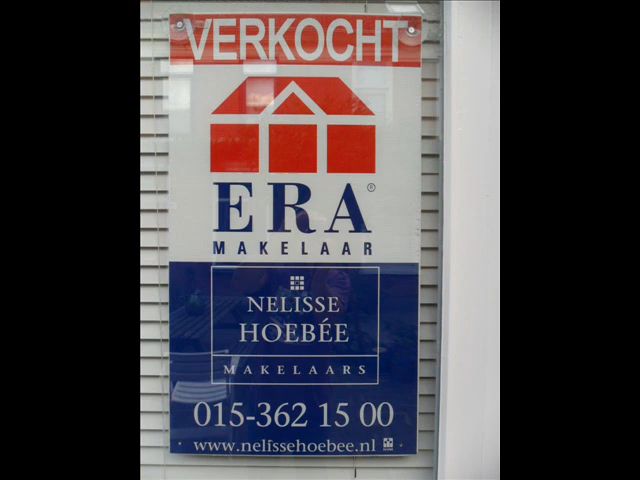 VERKOCHT
ERA®
MAKELAAR
NELISSE
HOEBÉE
MAKELAARS
015-362 15 00
www.nelissehoebee.nl